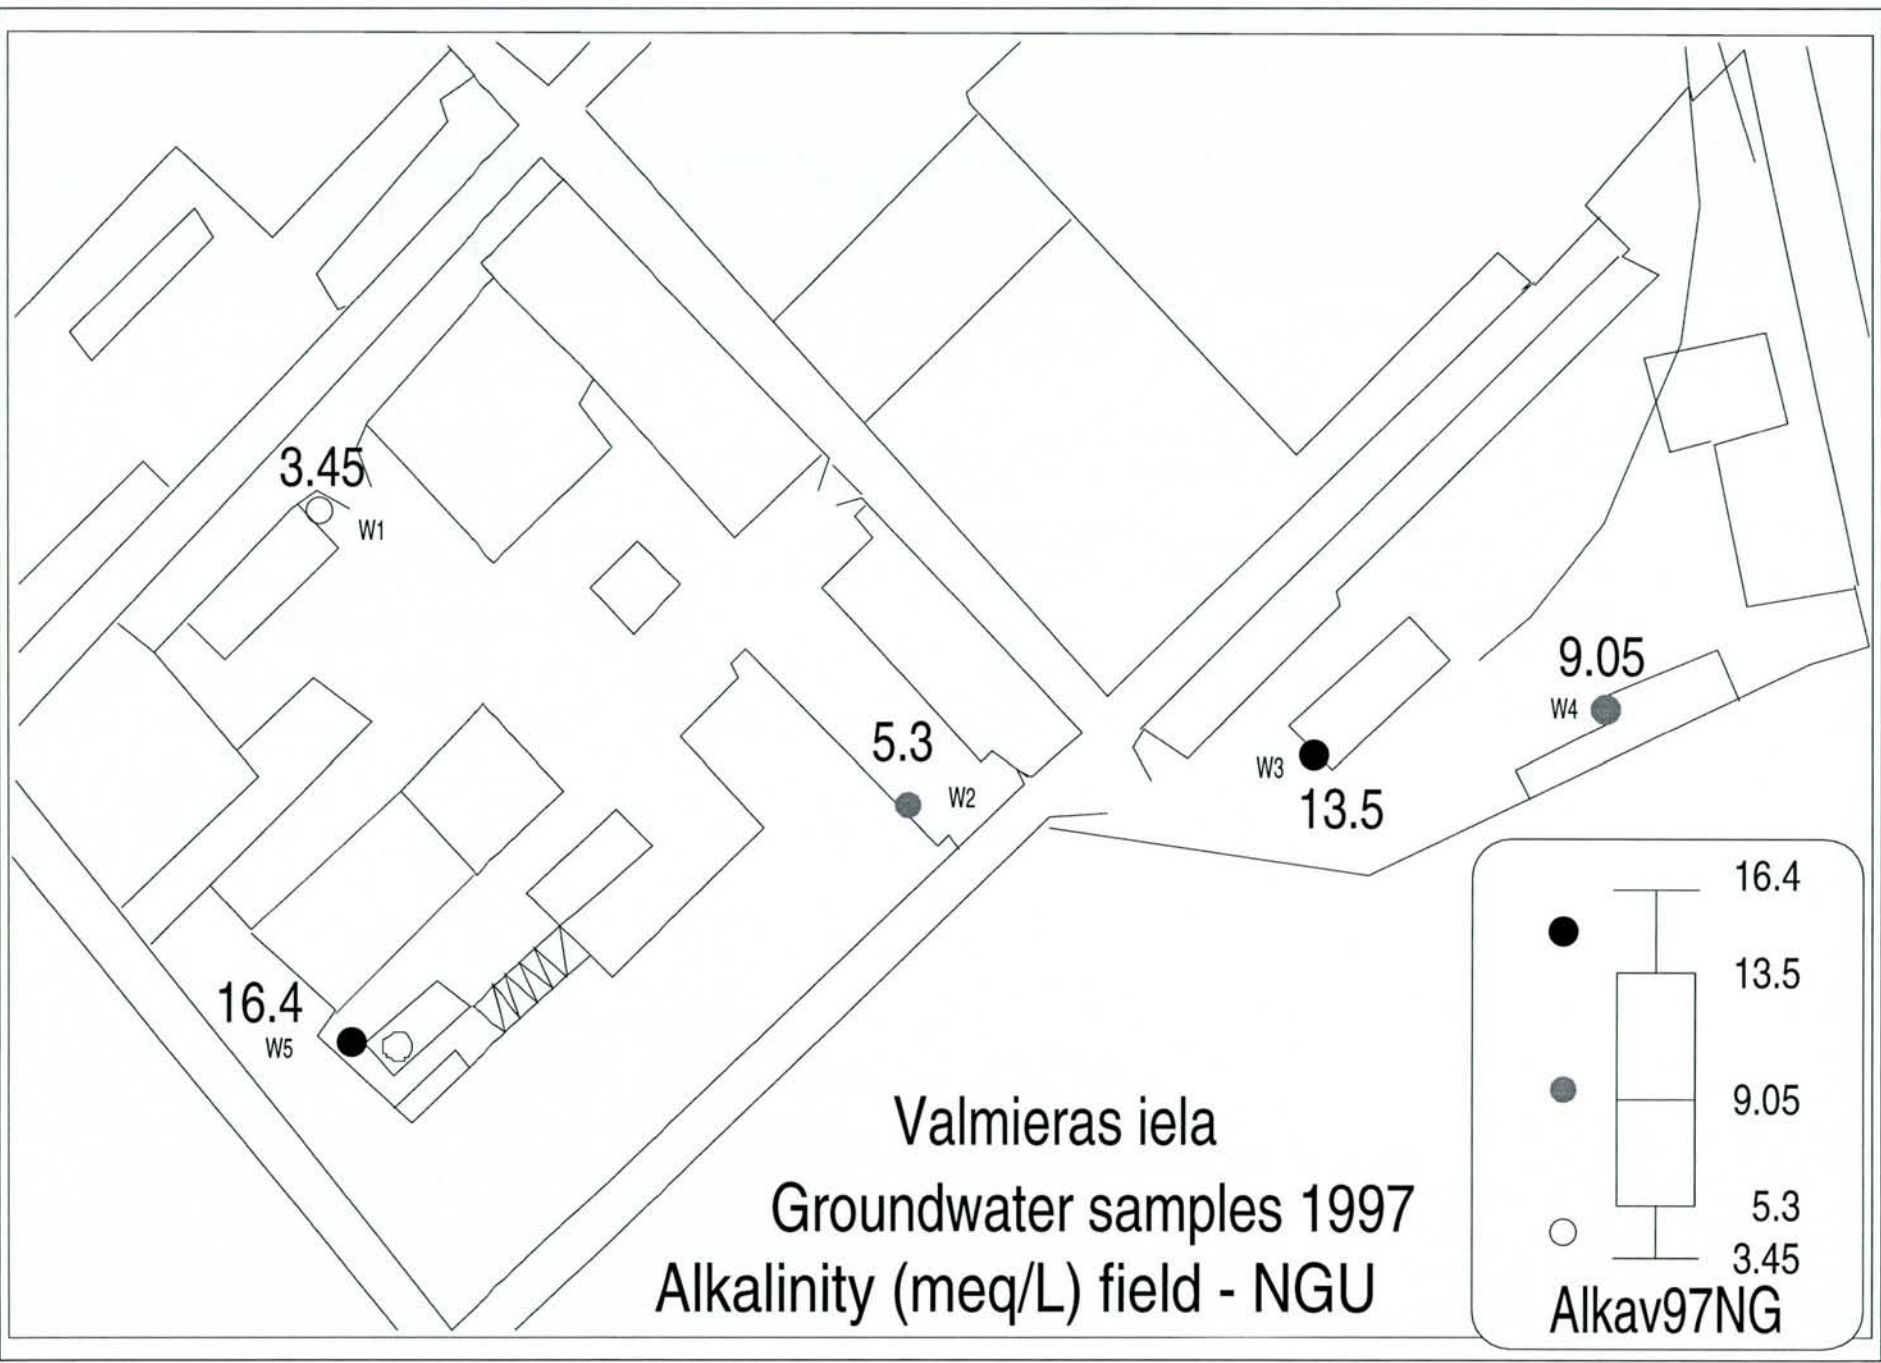 3.45
W1
9.05
W4
5.3
W2
W3
13.5
16.4
W5
Valmieras iela
Groundwater samples 1997
Alkalinity (meq/L) field - NGU
16.4
13.5
9.05
5.3
3.45
Alkav97NG